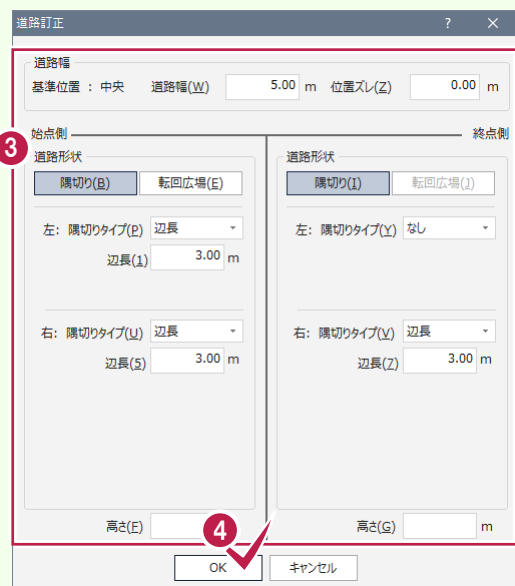 道路訂正 ? ×
道路幅
基準位置 : 中央 道路幅(W) 5.00 m 位置ズレ(Z) 0.00 m
3
始点側 終点側
道路形状 道路形状
隅切り(B) 転回広場(E) 隅切り(I) 転回広場(J)
左: 隅切りタイプ(P) 辺長 左: 隅切りタイプ(Y) なし
辺長(1) 3.00 m
右: 隅切りタイプ(U) 辺長 右: 隅切りタイプ(V) 辺長
辺長(5) 3.00 m 辺長(7) 3.00 m
高さ(F) 高さ(G) m
4
OK キャンセル